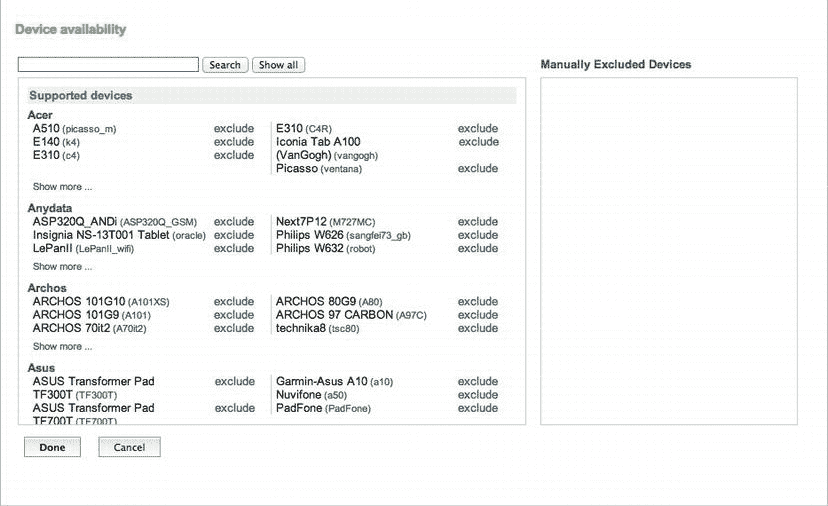 Device availability
Search Show all
Manually Excluded Devices
Supported devices
Acer
A510 (picasso_m) exclude E310 (C4R) exclude
E140 (k4) exclude Iconia Tab A100 exclude
E310 (c4) exclude (VanGogh) (vangogh)
Picasso (ventana) exclude
Show more ...
Anydata
ASP320Q_ANDi (ASP320Q_GSM) exclude Next7P12 (M727MC) exclude
Insignia NS-13T001 Tablet (oracle) exclude Philips W626 (sangfei73_gb) exclude
LePanII (LePanII_wifi) exclude Philips W632 (robot) exclude
Show more ...
Archos
ARCHOS 101G10 (A101XS) exclude ARCHOS 80G9 (A80) exclude
ARCHOS 101G9 (A101) exclude ARCHOS 97 CARBON (A97C) exclude
ARCHOS 70it2 (A70it2) exclude technika8 (tsc80) exclude
Show more ...
Asus
ASUS Transformer Pad exclude Garmin-Asus A10 (a10) exclude
TF300T (TF300T) Nuvifone (a50) exclude
ASUS Transformer Pad exclude PadFone (PadFone) exclude
TF700T (TF700T)
Done Cancel